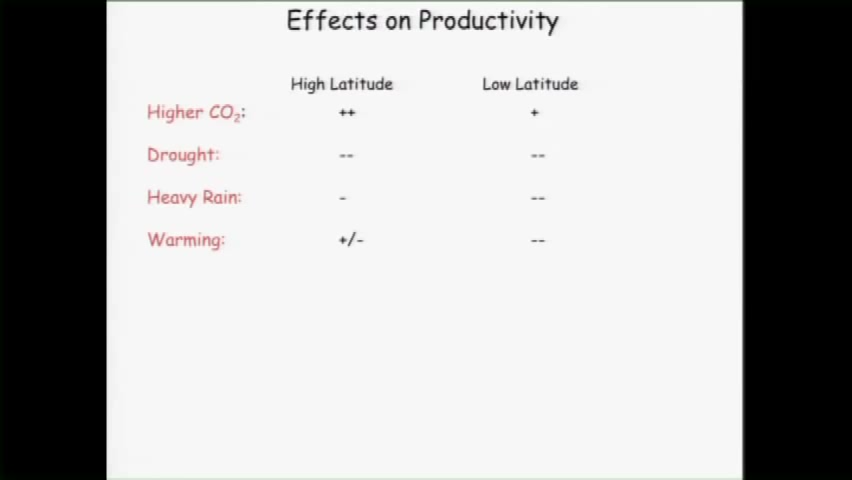 Effects on Productivity
High Latitude Low Latitude
Higher CO₂: ++ +
Drought: -- --
Heavy Rain: - --
Warming: +/- --